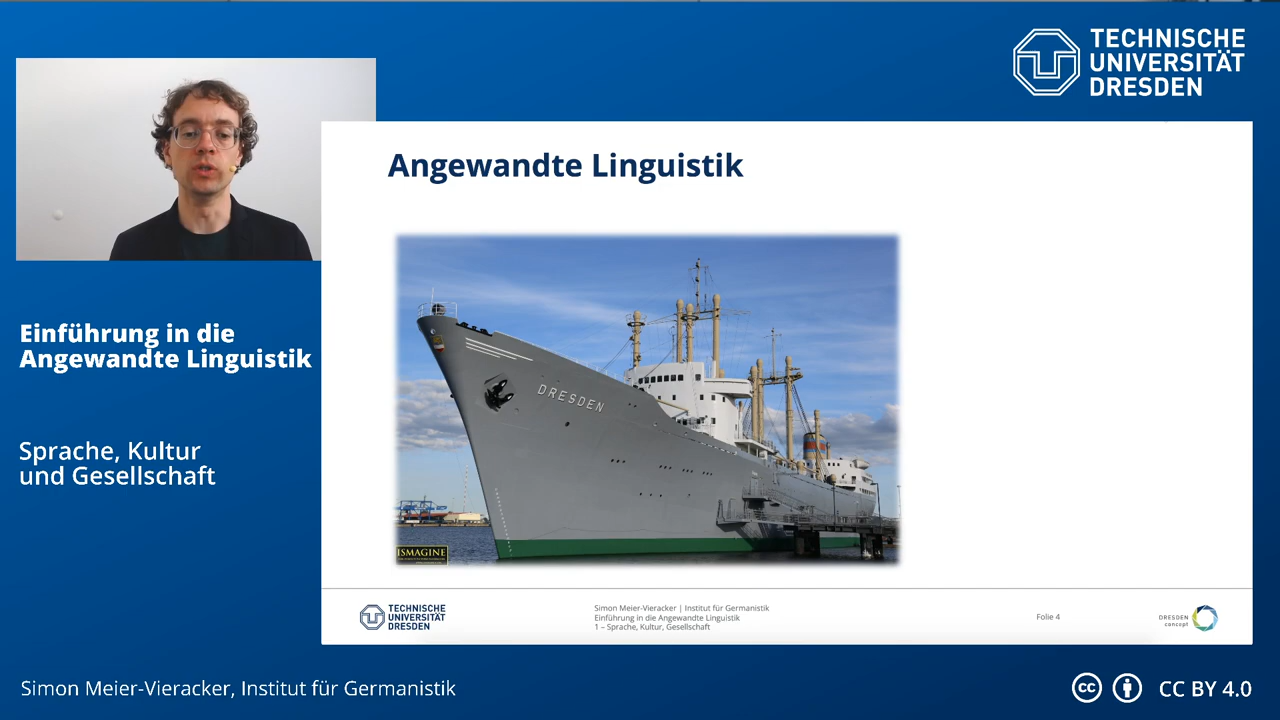 TECHNISCHE
UNIVERSITÄT
DRESDEN
Angewandte Linguistik
DRESDEN
ISMAGINE
Einführung in die
Angewandte Linguistik
Sprache, Kultur
und Gesellschaft
TECHNISCHE
UNIVERSITÄT
DRESDEN
Simon Meier-Vieracker | Institut für Germanistik
Einführung in die Angewandte Linguistik
1 – Sprache, Kultur, Gesellschaft
Folie 4
DRESDEN
concept
Simon Meier-Vieracker, Institut für Germanistik
cc
CC BY 4.0